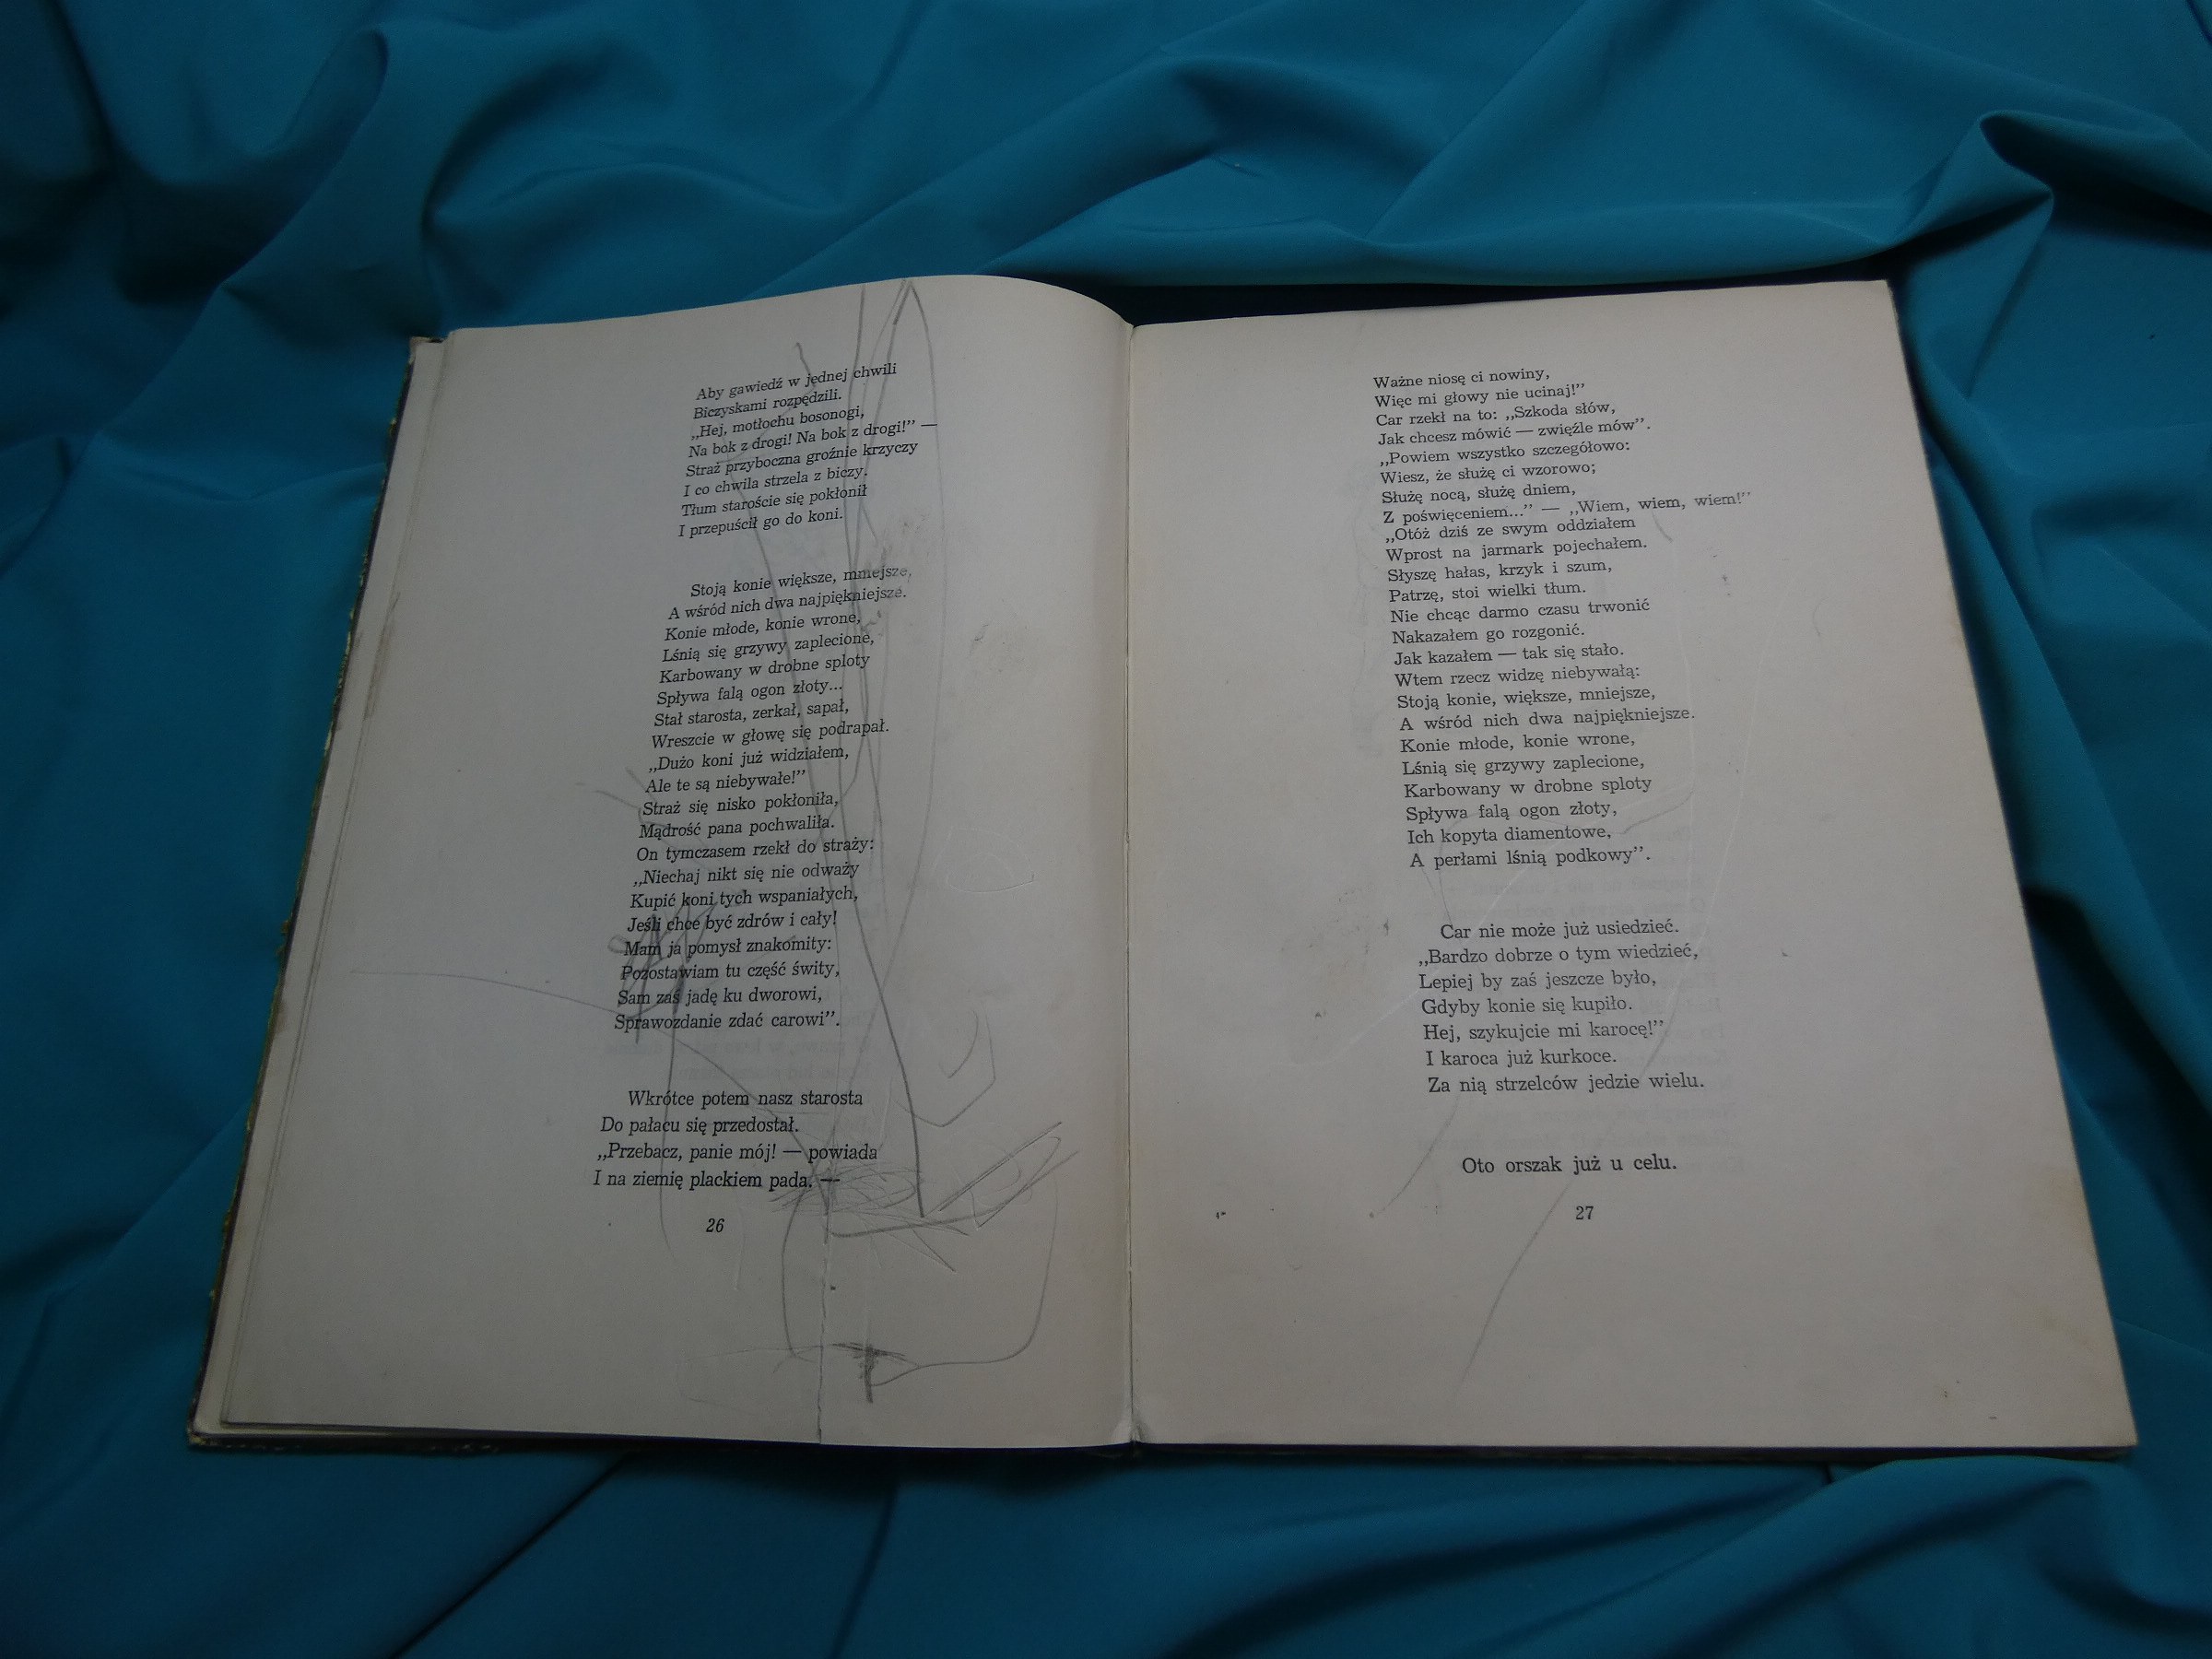 Aby gawiedź w jednej chwili
Biczyskami rozpędzili.
„Hej, motłochu bosonogi,
Na bok z drogi! Na bok z drogi!” —
Straż przyboczna groźnie krzyczy
I co chwila strzela z biczy.
Tłum staroście się pokłonił
I przepuścił go do koni.
Stoją konie większe, mniejsze,
A wśród nich dwa najpiękniejsze.
Konie młode, konie wrone,
Lśnią się grzywy zaplecione,
Karbowany w drobne sploty
Spływa falą ogon złoty...
Stał starosta, zerkał, sapał,
Wreszcie w głowę się podrapał.
„Dużo koni już widziałem,
Ale te są niebywałe!”
Straż się nisko pokłoniła,
Mądrość pana pochwaliła.
On tymczasem rzekł do straży:
„Niechaj nikt się nie odważy
Kupić koni tych wspaniałych,
Jeśli chce być zdrów i cały!
Mam ja pomysł znakomity:
Pozostawiam tu część świty,
Sam zaś jadę ku dworowi,
Sprawozdanie zdać carowi”.
Wkrótce potem nasz starosta
Do pałacu się przedostał.
„Przebacz, panie mój! — powiada
I na ziemię plackiem pada. —
26
Ważne niosę ci nowiny,
Więc mi głowy nie ucinaj!”
Car rzekł na to: „Szkoda słów,
Jak chcesz mówić — zwięźle mów”.
„Powiem wszystko szczegółowo:
Wiesz, że służę ci wzorowo;
Służę nocą, służę dniem,
Z poświęceniem...” — „Wiem, wiem, wiem!”
„Otóż dziś ze swym oddziałem
Wprost na jarmark pojechałem.
Słyszę hałas, krzyk i szum,
Patrzę, stoi wielki tłum.
Nie chcąc darmo czasu trwonić
Nakazałem go rozgonić.
Jak kazałem — tak się stało.
Wtem rzecz widzę niebywałą:
Stoją konie, większe, mniejsze,
A wśród nich dwa najpiękniejsze.
Konie młode, konie wrone,
Lśnią się grzywy zaplecione,
Karbowany w drobne sploty
Spływa falą ogon złoty,
Ich kopyta diamentowe,
A perłami lśnią podkowy”.
Car nie może już usiedzieć.
„Bardzo dobrze o tym wiedzieć,
Lepiej by zaś jeszcze było,
Gdyby konie się kupiło.
Hej, szykujcie mi karocę!”
I karoca już kurkoce.
Za nią strzelców jedzie wielu.
Oto orszak już u celu.
27